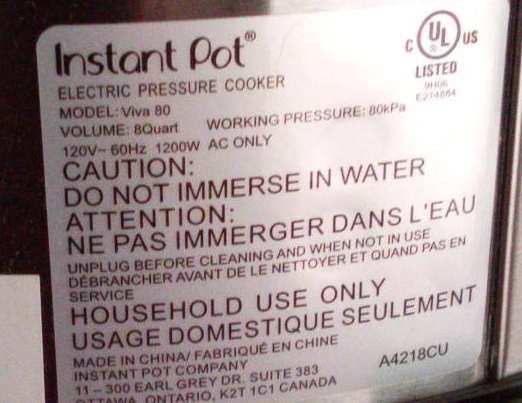 Instant Pot®
C UL® US
LISTED
9H06
E214884
ELECTRIC PRESSURE COOKER
MODEL: Viva 80
VOLUME: 8Quart WORKING PRESSURE: 80kPa
120V~ 60Hz 1200W AC ONLY
CAUTION:
DO NOT IMMERSE IN WATER
ATTENTION:
NE PAS IMMERGER DANS L'EAU
UNPLUG BEFORE CLEANING AND WHEN NOT IN USE
DÉBRANCHER AVANT DE LE NETTOYER ET QUAND PAS EN
SERVICE
HOUSEHOLD USE ONLY
USAGE DOMESTIQUE SEULEMENT
MADE IN CHINA/ FABRIQUÉ EN CHINE
INSTANT POT COMPANY
11 – 300 EARL GREY DR. SUITE 383
OTTAWA, ONTARIO, K2T 1C1 CANADA
A4218CU